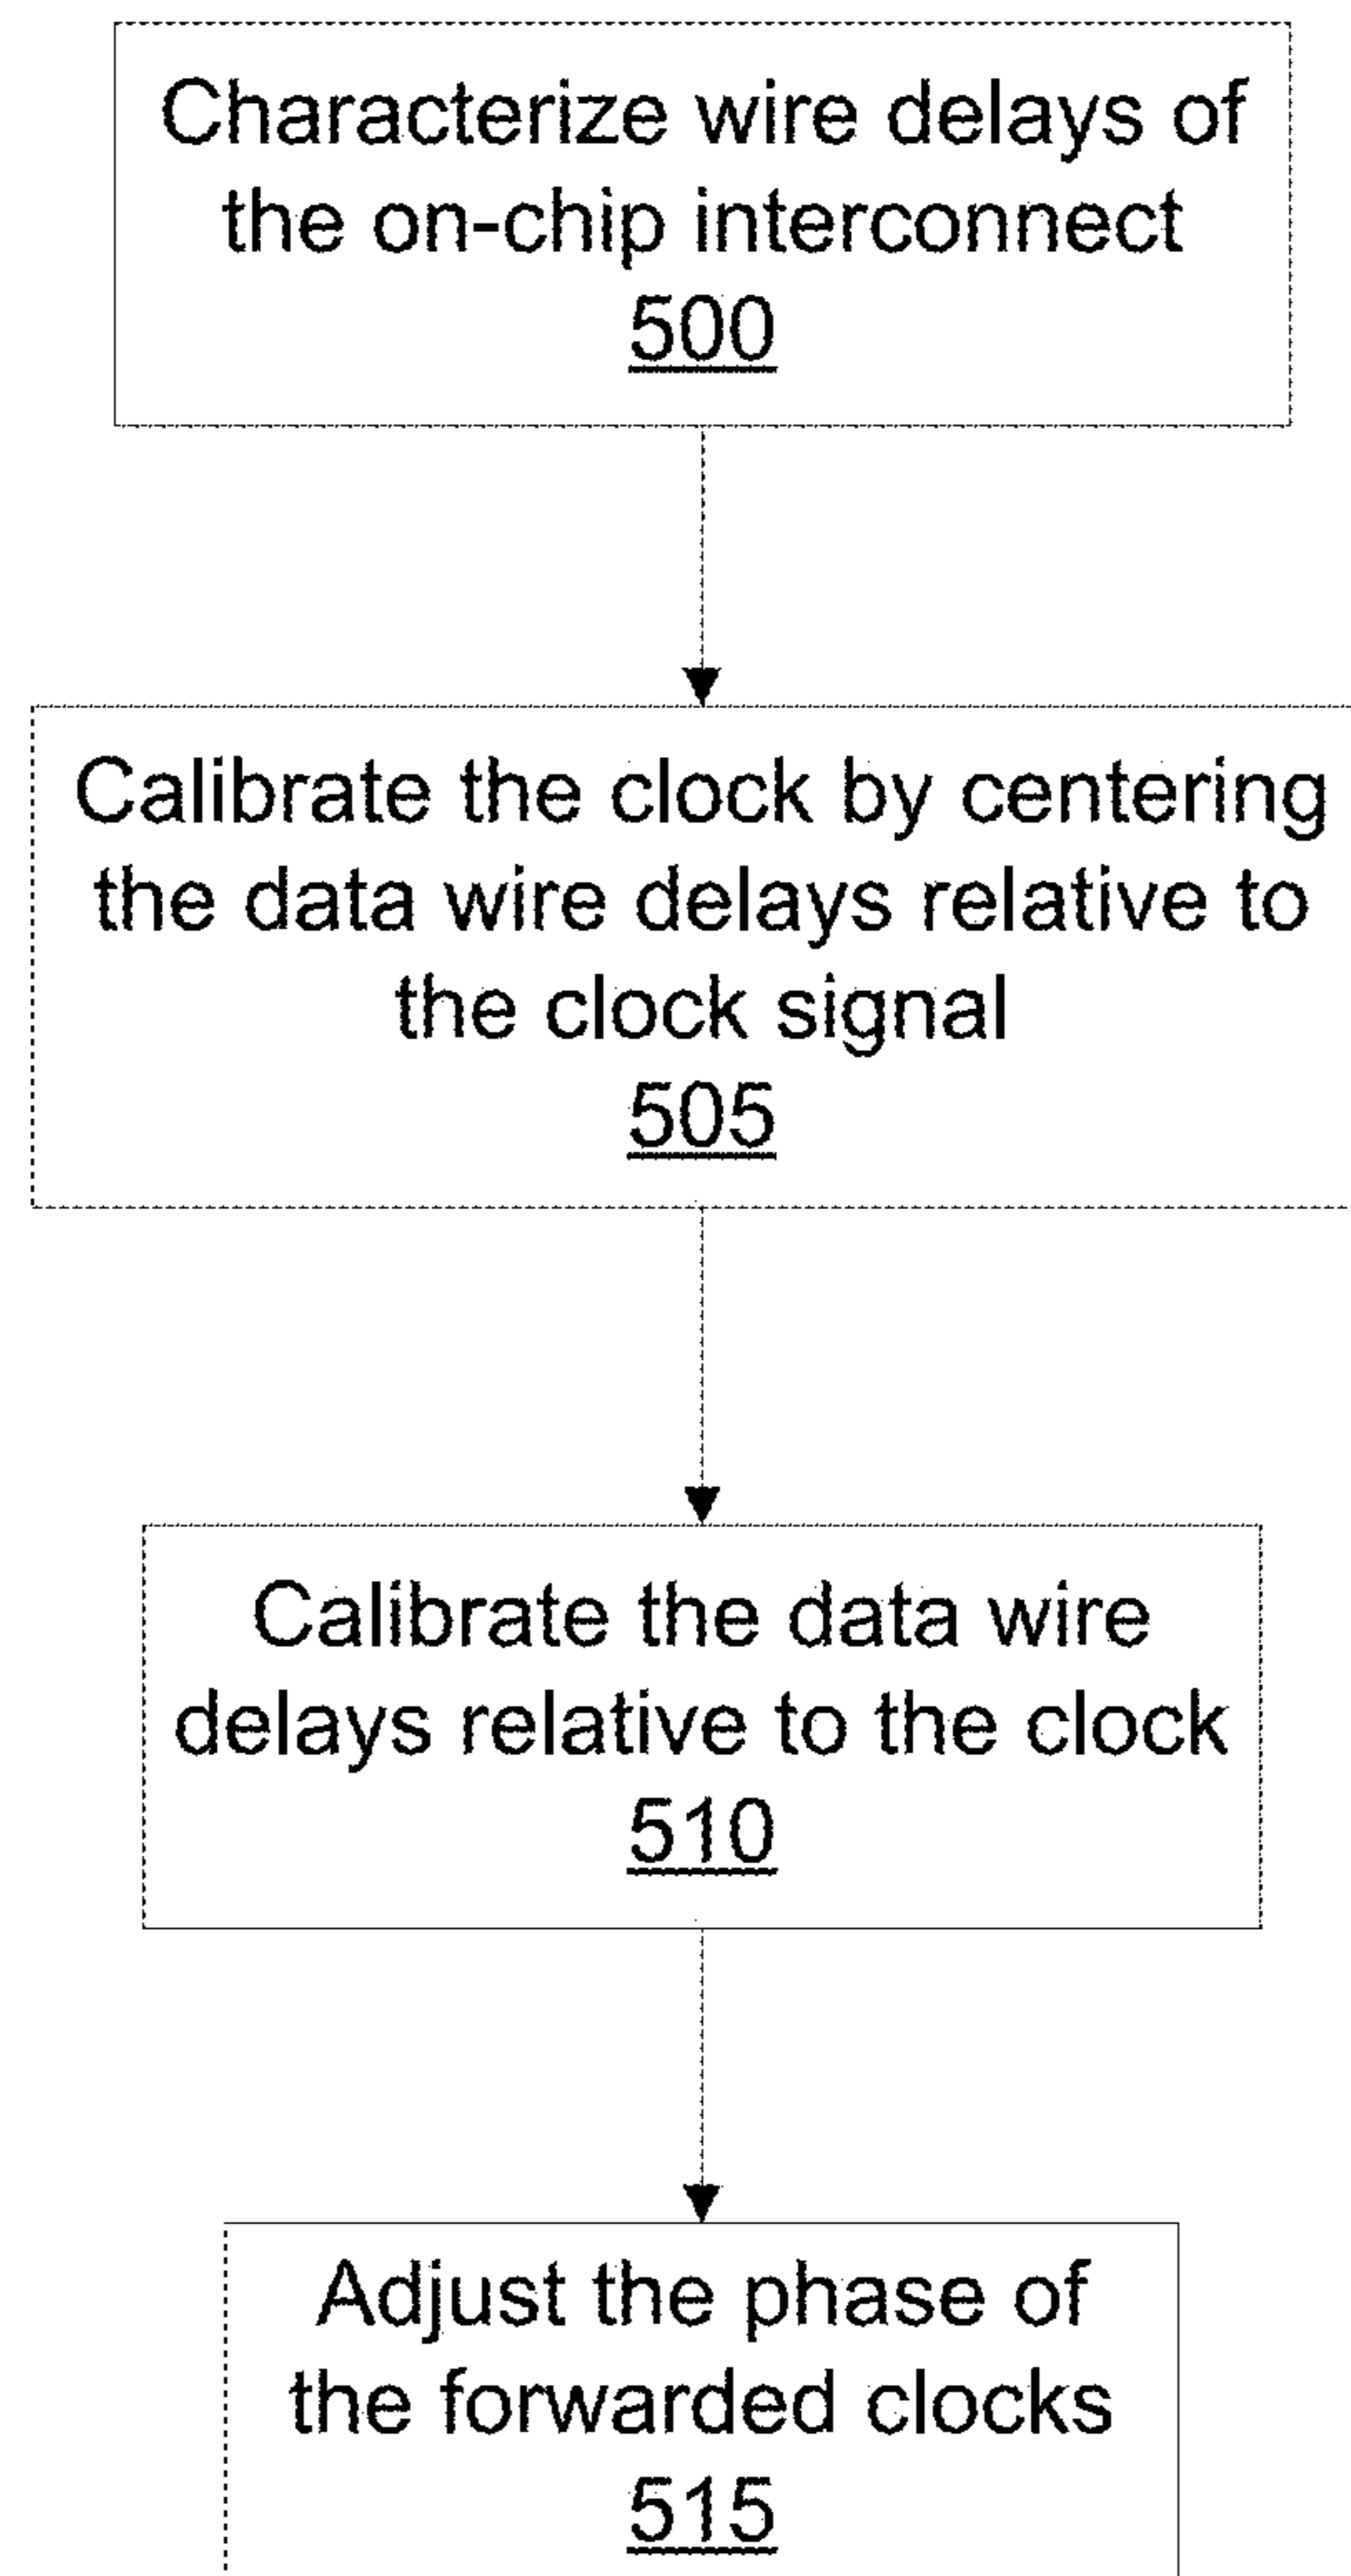 Characterize wire delays of
the on-chip interconnect
500
Calibrate the clock by centering
the data wire delays relative to
the clock signal
505
Calibrate the data wire
delays relative to the clock
510
Adjust the phase of
the forwarded clocks
515